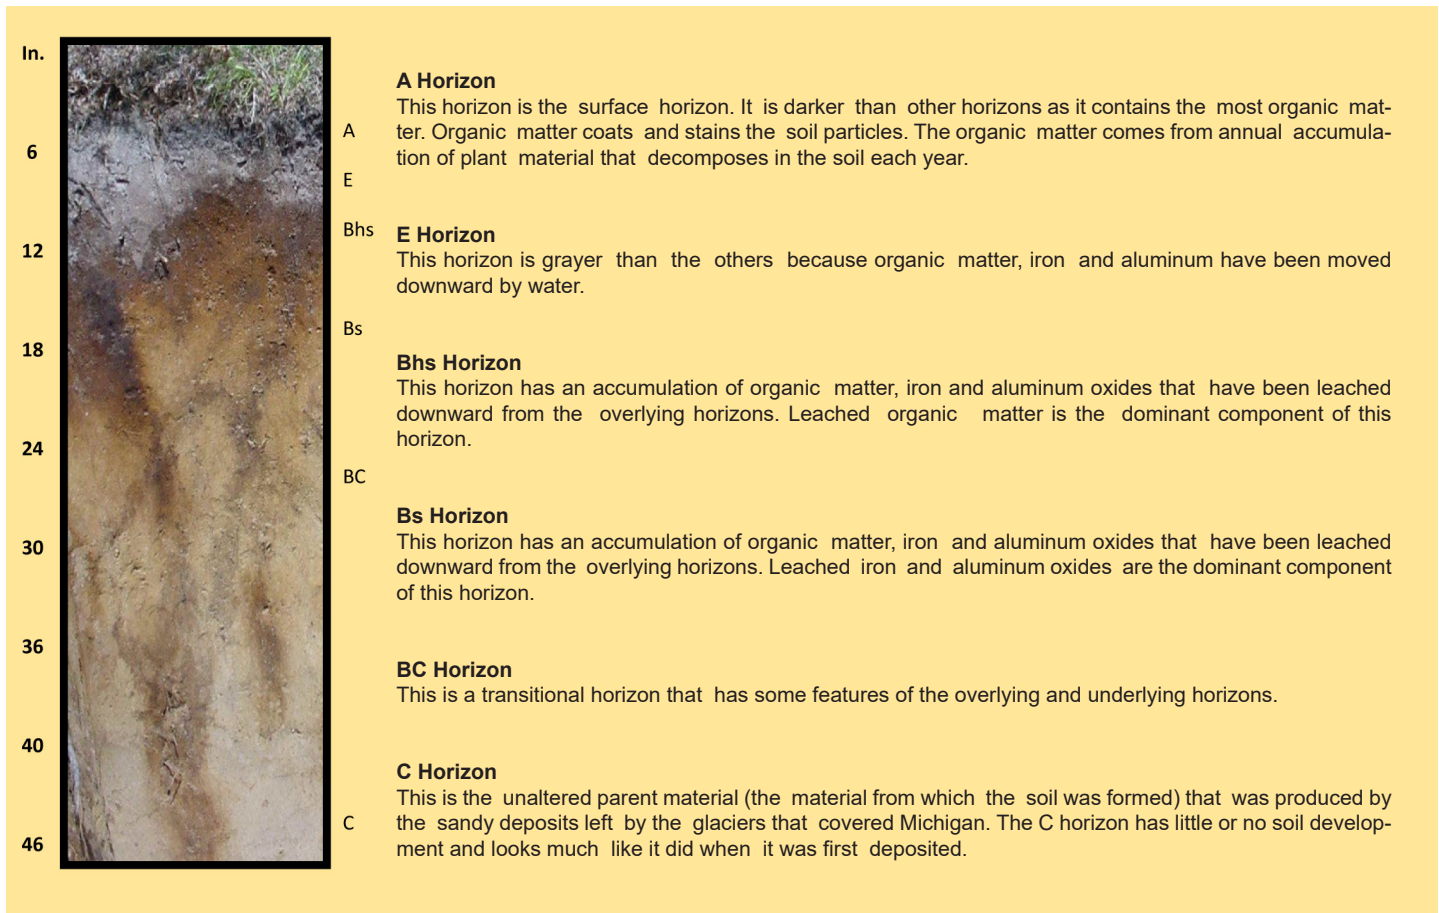 In.
6
12
18
24
30
36
40
46
A
E
Bhs
Bs
BC
C
A Horizon
This horizon is the surface horizon. It is darker than other horizons as it contains the most organic mat-
ter. Organic matter coats and stains the soil particles. The organic matter comes from annual accumula-
tion of plant material that decomposes in the soil each year.
E Horizon
This horizon is grayer than the others because organic matter, iron and aluminum have been moved
downward by water.
Bhs Horizon
This horizon has an accumulation of organic matter, iron and aluminum oxides that have been leached
downward from the overlying horizons. Leached organic matter is the dominant component of this
horizon.
Bs Horizon
This horizon has an accumulation of organic matter, iron and aluminum oxides that have been leached
downward from the overlying horizons. Leached iron and aluminum oxides are the dominant component
of this horizon.
BC Horizon
This is a transitional horizon that has some features of the overlying and underlying horizons.
C Horizon
This is the unaltered parent material (the material from which the soil was formed) that was produced by
the sandy deposits left by the glaciers that covered Michigan. The C horizon has little or no soil develop-
ment and looks much like it did when it was first deposited.